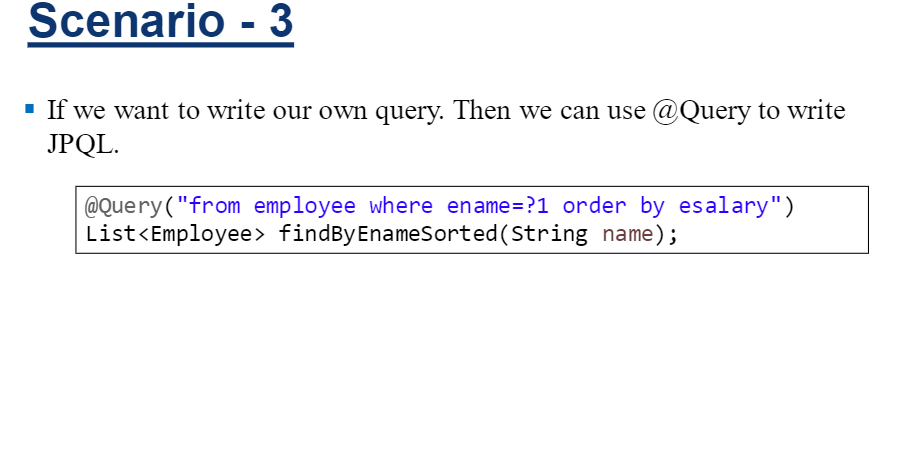 Scenario - 3
If we want to write our own query. Then we can use @Query to write
JPQL.
@Query("from employee where ename=?1 order by esalary")
List<Employee> findByEnameSorted(String name);